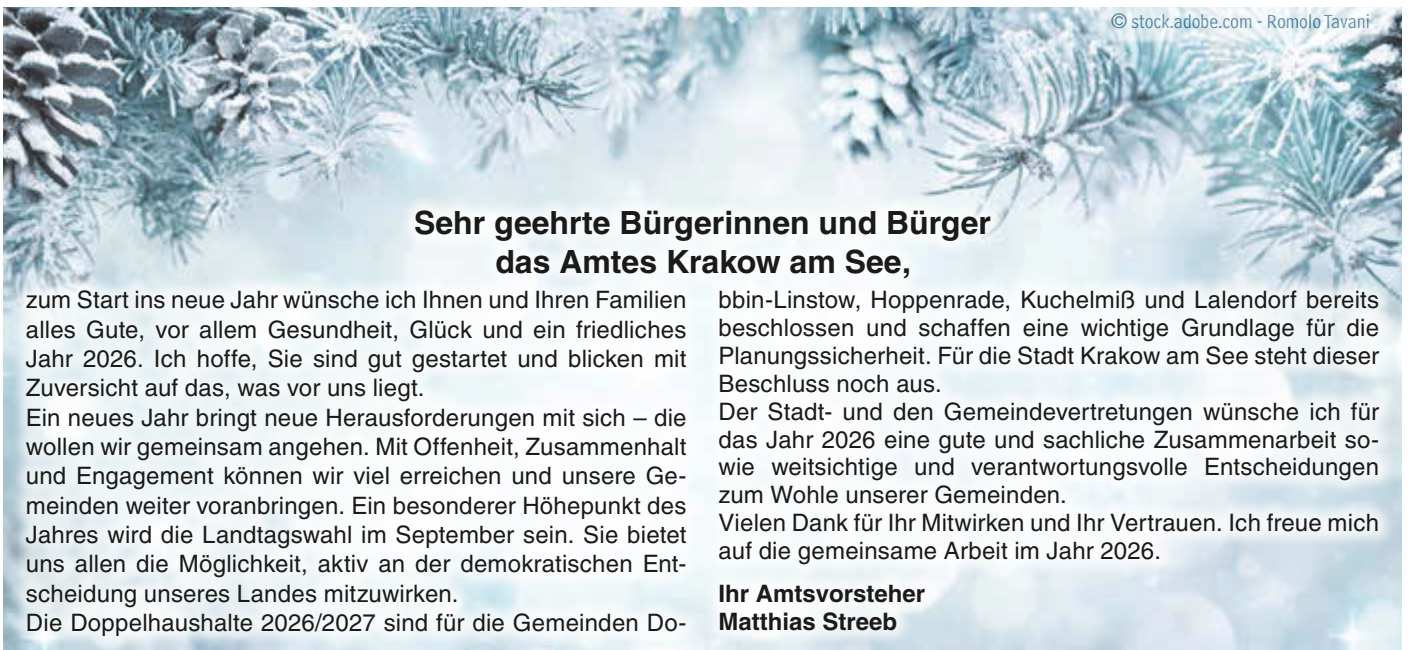 © stock.adobe.com - Romolo Tavani
Sehr geehrte Bürgerinnen und Bürger
das Amtes Krakow am See,
zum Start ins neue Jahr wünsche ich Ihnen und Ihren Familien
alles Gute, vor allem Gesundheit, Glück und ein friedliches
Jahr 2026. Ich hoffe, Sie sind gut gestartet und blicken mit
Zuversicht auf das, was vor uns liegt.
Ein neues Jahr bringt neue Herausforderungen mit sich – die
wollen wir gemeinsam angehen. Mit Offenheit, Zusammenhalt
und Engagement können wir viel erreichen und unsere Ge-
meinden weiter voranbringen. Ein besonderer Höhepunkt des
Jahres wird die Landtagswahl im September sein. Sie bietet
uns allen die Möglichkeit, aktiv an der demokratischen Ent-
scheidung unseres Landes mitzuwirken.
Die Doppelhaushalte 2026/2027 sind für die Gemeinden Do-
bbin-Linstow, Hoppenrade, Kuchelmiß und Lalendorf bereits
beschlossen und schaffen eine wichtige Grundlage für die
Planungssicherheit. Für die Stadt Krakow am See steht dieser
Beschluss noch aus.
Der Stadt- und den Gemeindevertretungen wünsche ich für
das Jahr 2026 eine gute und sachliche Zusammenarbeit so-
wie weitsichtige und verantwortungsvolle Entscheidungen
zum Wohle unserer Gemeinden.
Vielen Dank für Ihr Mitwirken und Ihr Vertrauen. Ich freue mich
auf die gemeinsame Arbeit im Jahr 2026.
Ihr Amtsvorsteher
Matthias Streeb